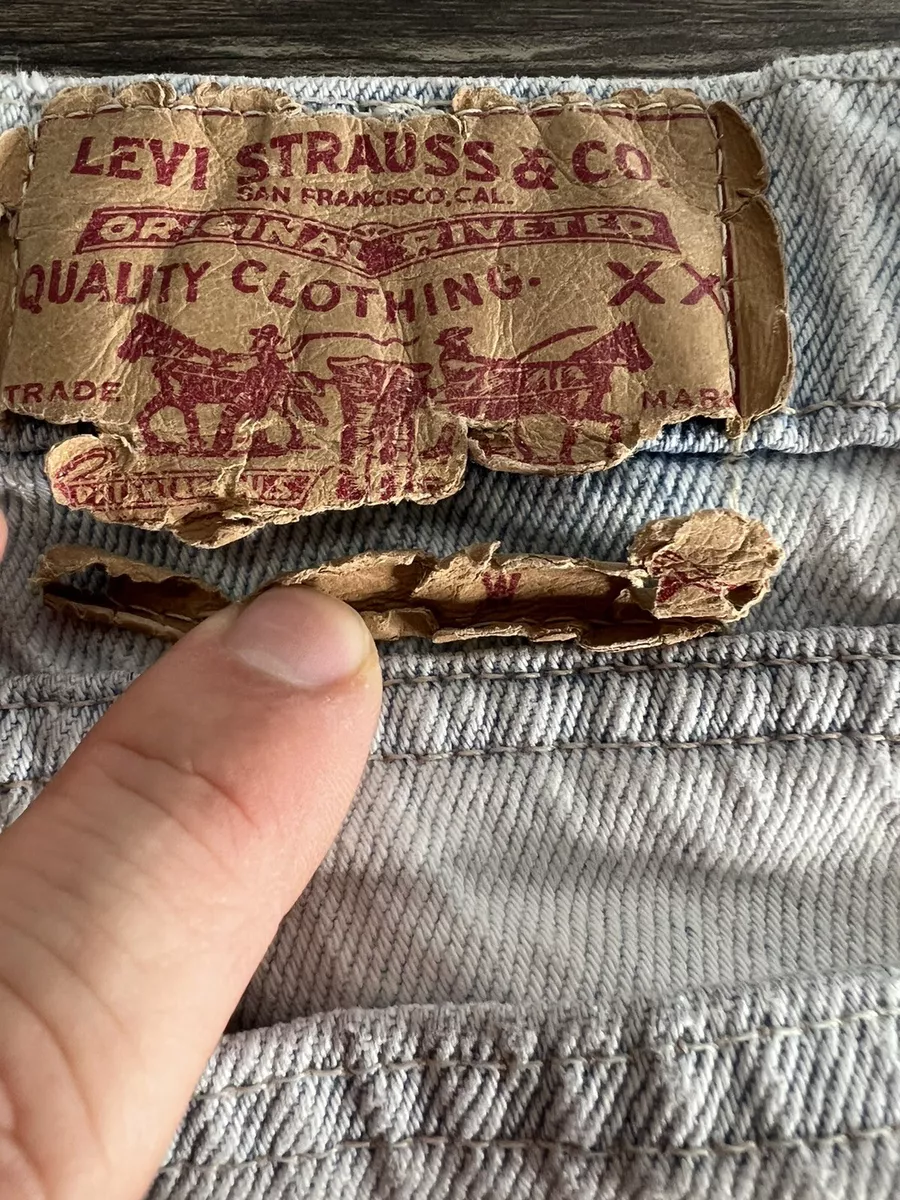 LEVI STRAUSS & CO.
SAN FRANCISCO, CAL.
ORIGINAL RIVETED
QUALITY CLOTHING. XX
TRADE MARK
W